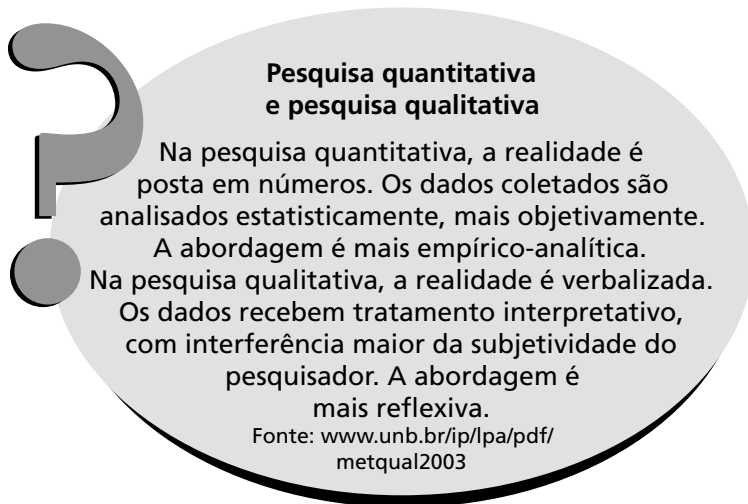 Pesquisa quantitativa
e pesquisa qualitativa
Na pesquisa quantitativa, a realidade é
posta em números. Os dados coletados são
analisados estatisticamente, mais objetivamente.
A abordagem é mais empírico-analítica.
Na pesquisa qualitativa, a realidade é verbalizada.
Os dados recebem tratamento interpretativo,
com interferência maior da subjetividade do
pesquisador. A abordagem é
mais reflexiva.
Fonte: www.unb.br/ip/lpa/pdf/
metqual2003